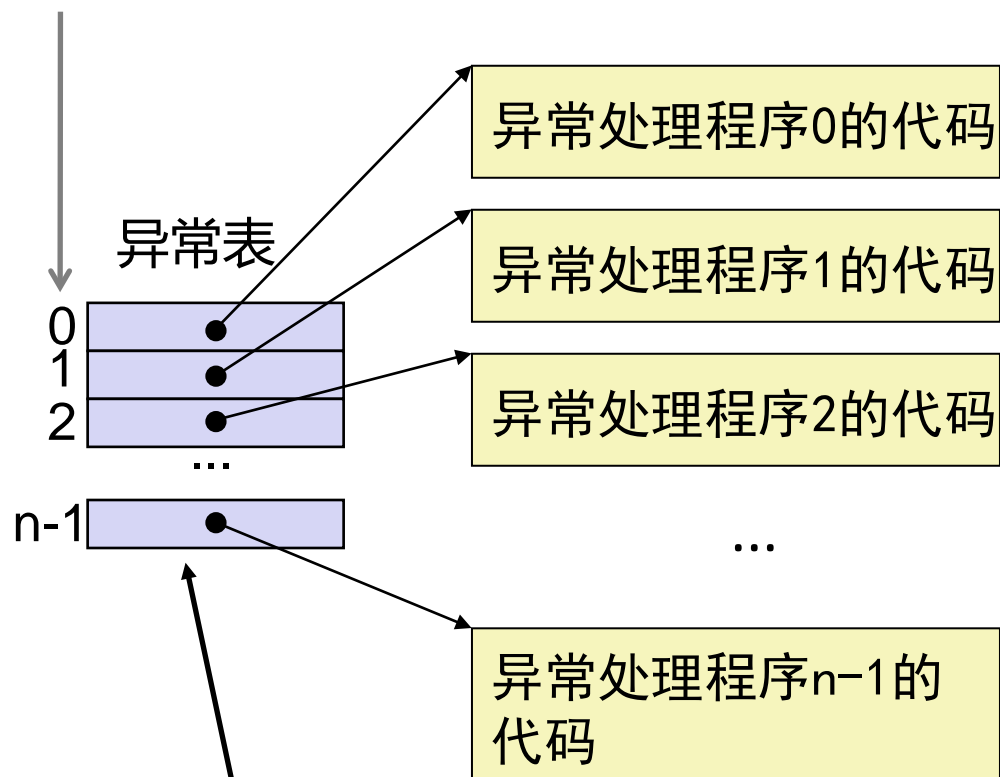 异常处理程序0的代码
异常表
异常处理程序1的代码
0
1
2
异常处理程序2的代码
...
n-1
...
异常处理程序n-1的
代码